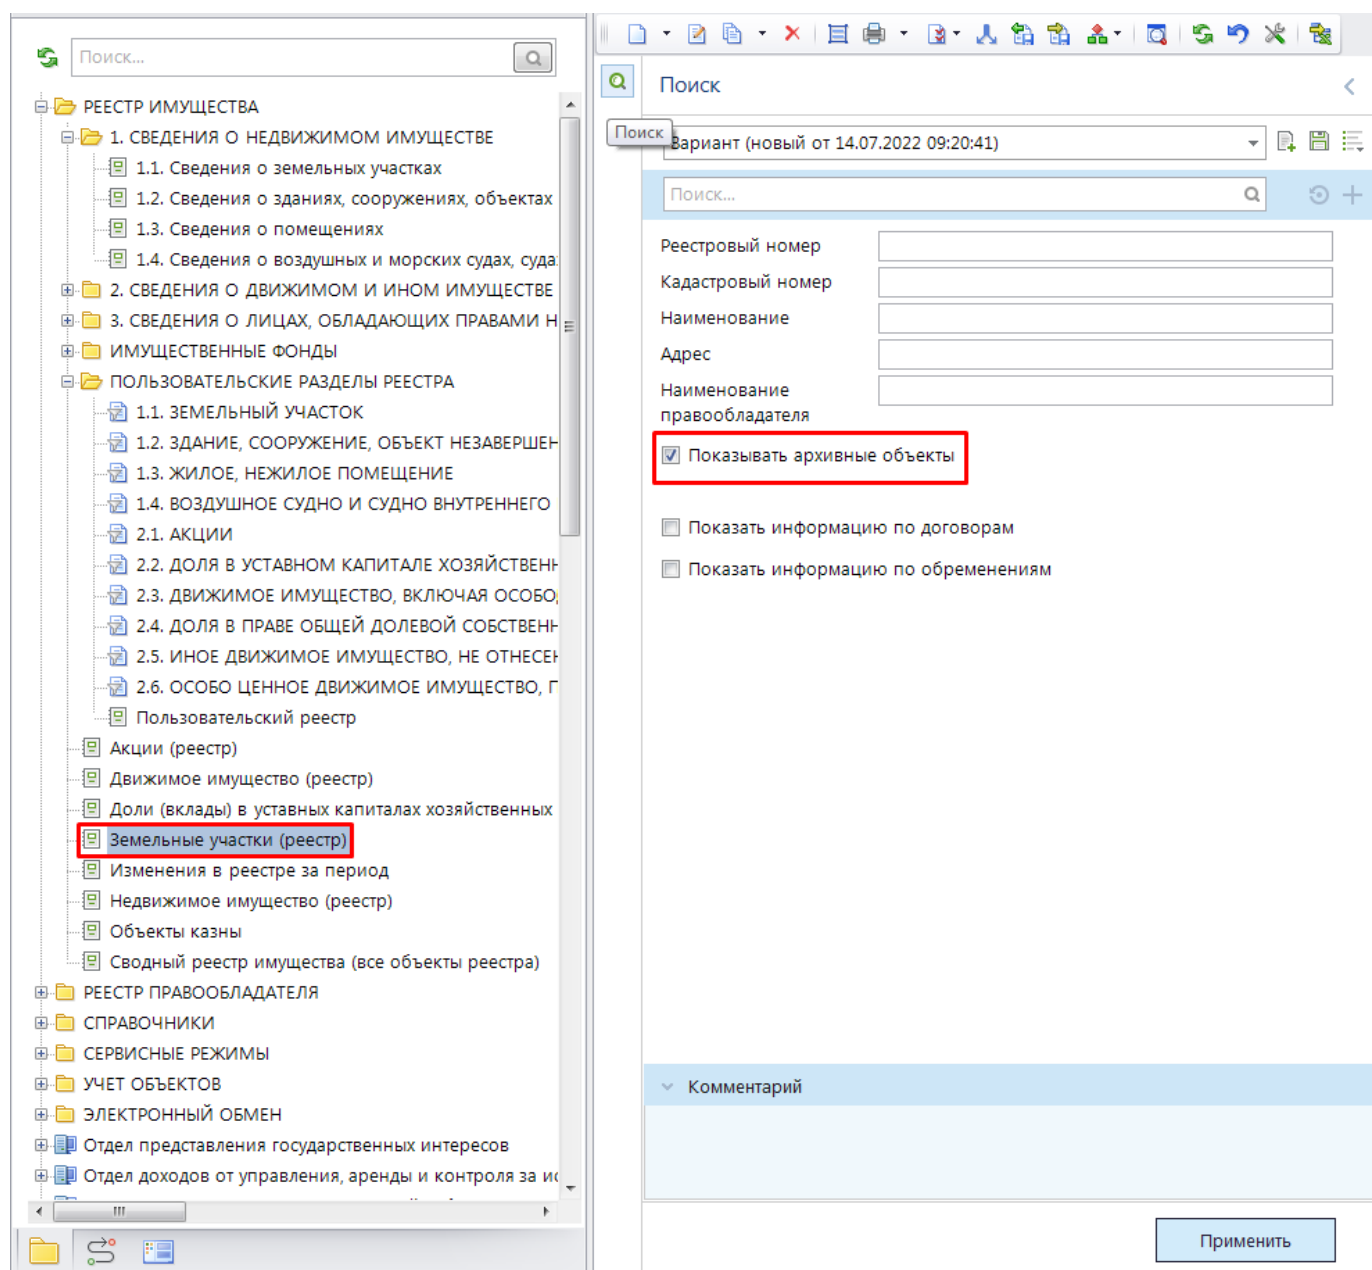 Поиск...
РЕЕСТР ИМУЩЕСТВА
1. СВЕДЕНИЯ О НЕДВИЖИМОМ ИМУЩЕСТВЕ
1.1. Сведения о земельных участках
1.2. Сведения о зданиях, сооружениях, объектах
1.3. Сведения о помещениях
1.4. Сведения о воздушных и морских судах, суда
2. СВЕДЕНИЯ О ДВИЖИМОМ И ИНОМ ИМУЩЕСТВЕ
3. СВЕДЕНИЯ О ЛИЦАХ, ОБЛАДАЮЩИХ ПРАВАМИ Н
ИМУЩЕСТВЕННЫЕ ФОНДЫ
ПОЛЬЗОВАТЕЛЬСКИЕ РАЗДЕЛЫ РЕЕСТРА
1.1. ЗЕМЕЛЬНЫЙ УЧАСТОК
1.2. ЗДАНИЕ, СООРУЖЕНИЕ, ОБЪЕКТ НЕЗАВЕРШЕН
1.3. ЖИЛОЕ, НЕЖИЛОЕ ПОМЕЩЕНИЕ
1.4. ВОЗДУШНОЕ СУДНО И СУДНО ВНУТРЕННЕГО
2.1. АКЦИИ
2.2. ДОЛЯ В УСТАВНОМ КАПИТАЛЕ ХОЗЯЙСТВЕНН
2.3. ДВИЖИМОЕ ИМУЩЕСТВО, ВКЛЮЧАЯ ОСОБО
2.4. ДОЛЯ В ПРАВЕ ОБЩЕЙ ДОЛЕВОЙ СОБСТВЕНН
2.5. ИНОЕ ДВИЖИМОЕ ИМУЩЕСТВО, НЕ ОТНЕСЕН
2.6. ОСОБО ЦЕННОЕ ДВИЖИМОЕ ИМУЩЕСТВО, П
Пользовательский реестр
Акции (реестр)
Движимое имущество (реестр)
Доли (вклады) в уставных капиталах хозяйственных
Земельные участки (реестр)
Изменения в реестре за период
Недвижимое имущество (реестр)
Объекты казны
Сводный реестр имущества (все объекты реестра)
РЕЕСТР ПРАВООБЛАДАТЕЛЯ
СПРАВОЧНИКИ
СЕРВИСНЫЕ РЕЖИМЫ
УЧЕТ ОБЪЕКТОВ
ЭЛЕКТРОННЫЙ ОБМЕН
Отдел представления государственных интересов
Отдел доходов от управления, аренды и контроля за ис
Поиск
Поиск
Вариант (новый от 14.07.2022 09:20:41)
Поиск...
Реестровый номер
Кадастровый номер
Наименование
Адрес
Наименование
правообладателя
Показывать архивные объекты
Показать информацию по договорам
Показать информацию по обременениям
Комментарий
Применить